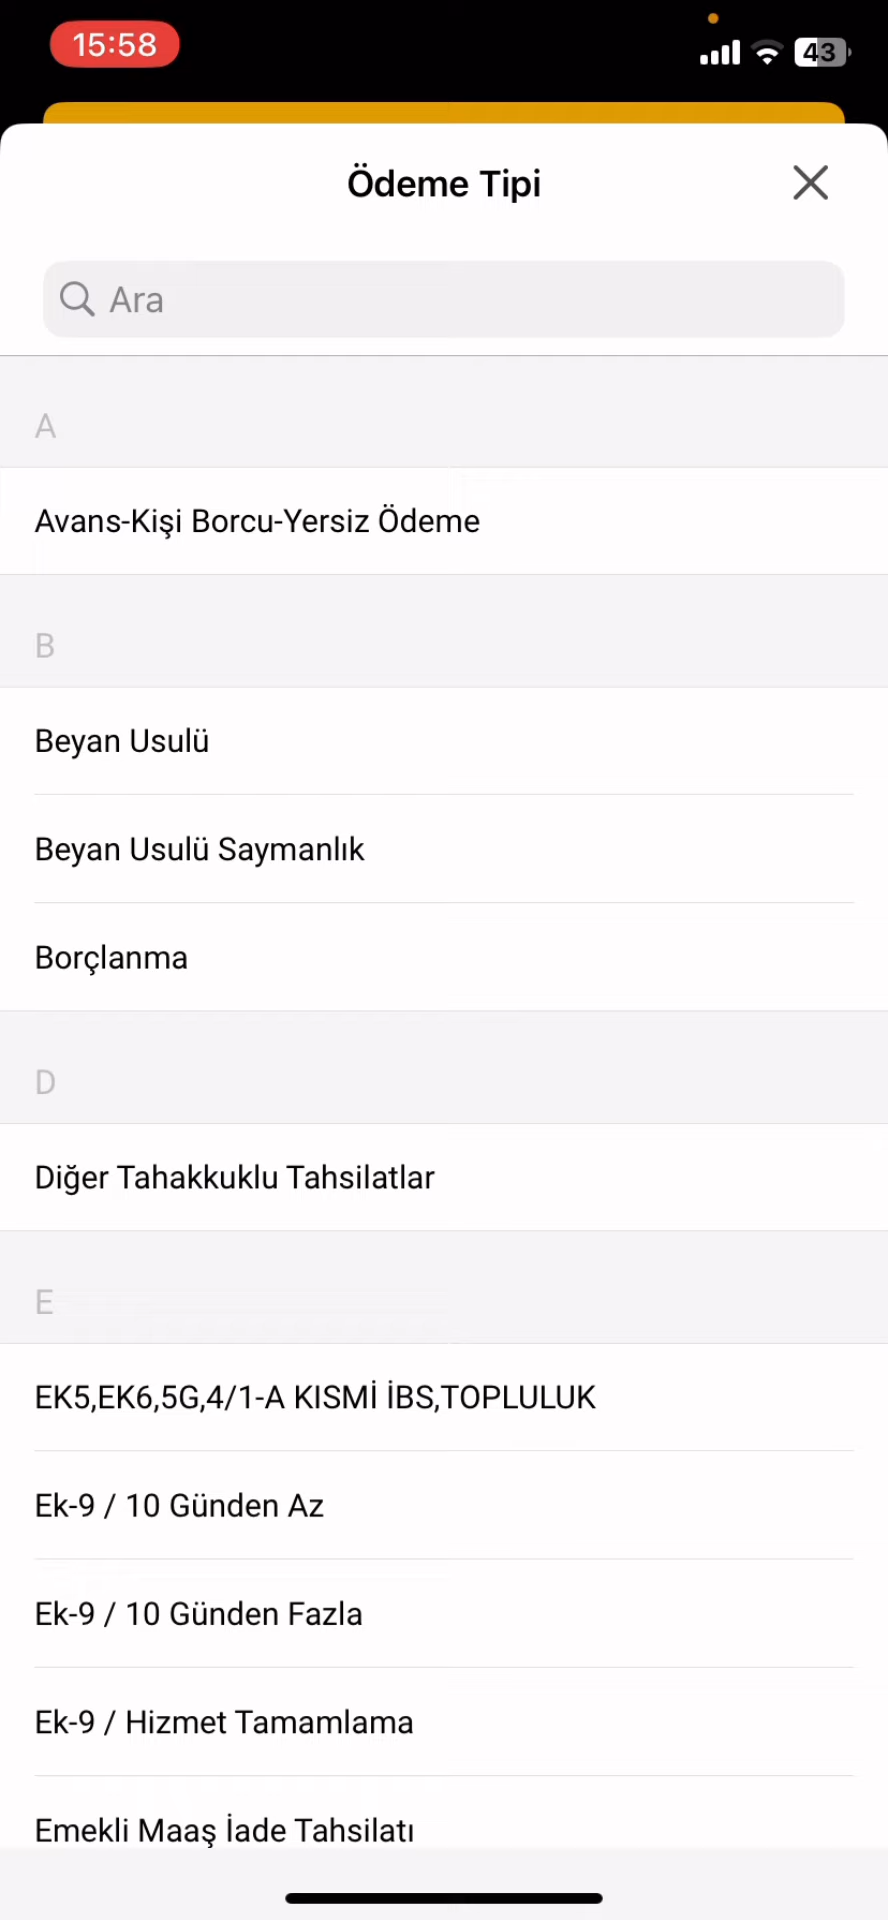 15:58
43
Ödeme Tipi
Ara
A
Avans-Kişi Borcu-Yersiz Ödeme
B
Beyan Usulü
Beyan Usulü Saymanlık
Borçlanma
D
Diğer Tahakkuklu Tahsilatlar
E
EK5,EK6,5G,4/1-A KISMİ İBS,TOPLULUK
Ek-9 / 10 Günden Az
Ek-9 / 10 Günden Fazla
Ek-9 / Hizmet Tamamlama
Emekli Maaş İade Tahsilatı